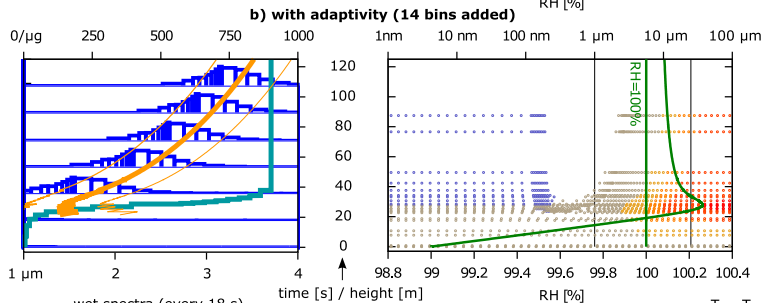 RH [%]
b) with adaptivity (14 bins added)
0/μg 250 500 750 1000
1nm 10 nm 100 nm 1 μm 10 μm 100 μm
120
100
80
60
40
20
0
RH=100%
1 μm 2 3 4
98.8 99 99.2 99.4 99.6 99.8 100 100.2 100.4
time [s] / height [m]
RH [%]
wet spectra (every 18 s)